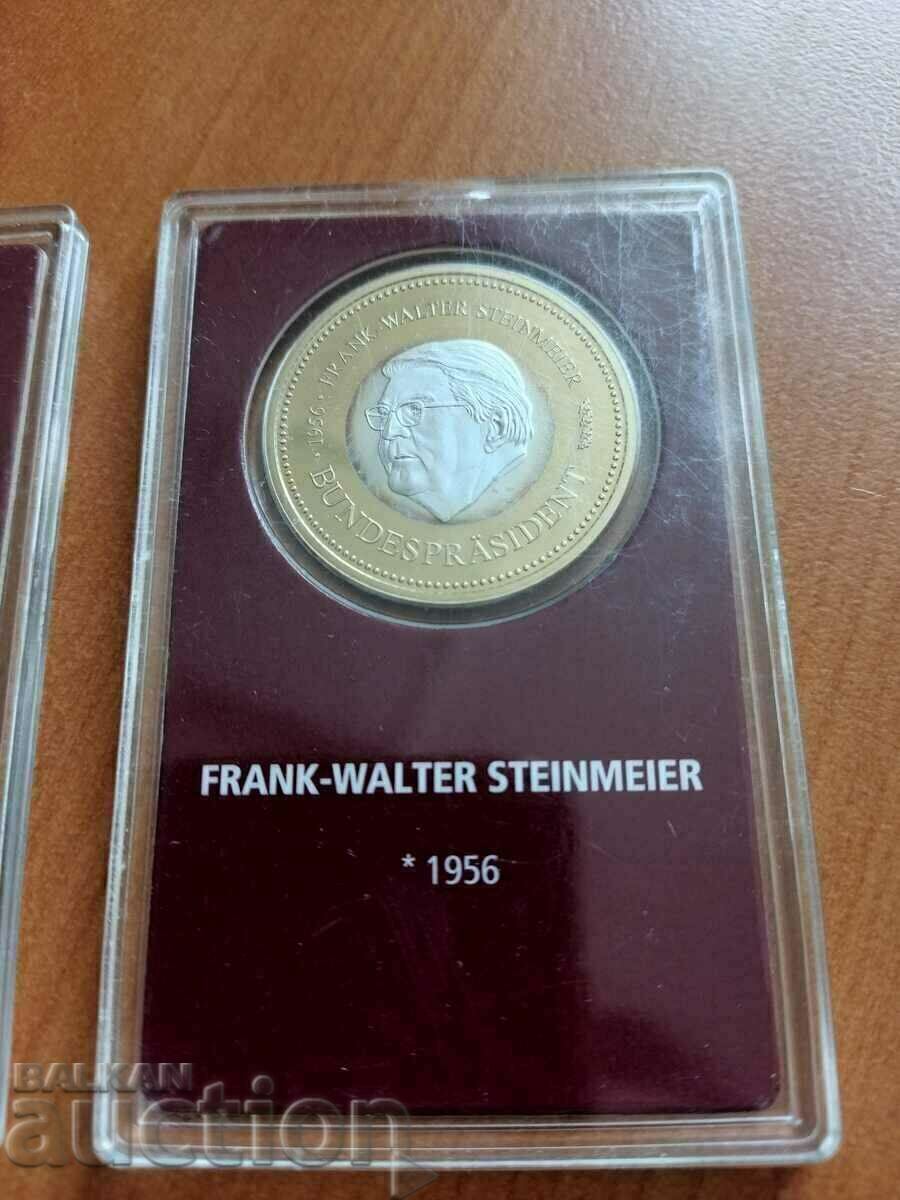 · 1956 · FRANK-WALTER STEINMEIER
BUNDESPRÄSIDENT
FRANK-WALTER STEINMEIER
* 1956
BALKAN
auction